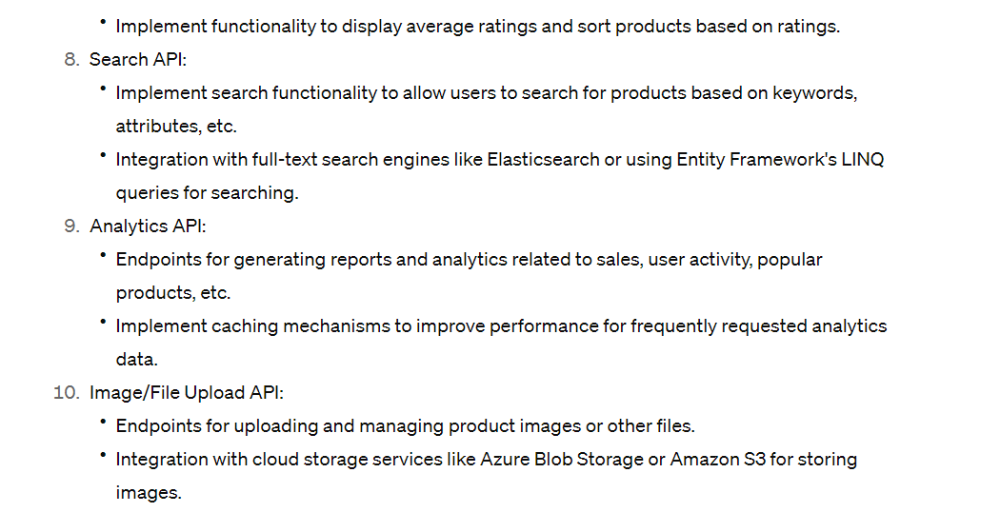 • Implement functionality to display average ratings and sort products based on ratings.
8. Search API:
• Implement search functionality to allow users to search for products based on keywords,
attributes, etc.
• Integration with full-text search engines like Elasticsearch or using Entity Framework's LINQ
queries for searching.
9. Analytics API:
• Endpoints for generating reports and analytics related to sales, user activity, popular
products, etc.
• Implement caching mechanisms to improve performance for frequently requested analytics
data.
10. Image/File Upload API:
• Endpoints for uploading and managing product images or other files.
• Integration with cloud storage services like Azure Blob Storage or Amazon S3 for storing
images.